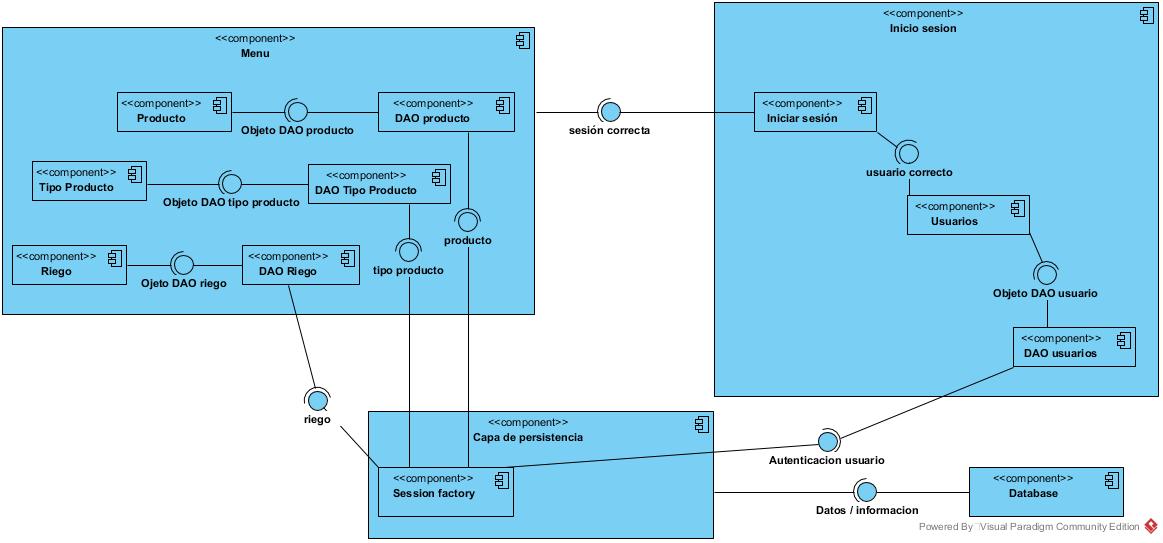 <<component>>
Menu
<<component>>
Producto
Objeto DAO producto
<<component>>
DAO producto
<<component>>
Tipo Producto
Objeto DAO tipo producto
<<component>>
DAO Tipo Producto
<<component>>
Riego
Ojeto DAO riego
<<component>>
DAO Riego
tipo producto
producto
sesión correcta
<<component>>
Inicio sesion
<<component>>
Iniciar sesión
usuario correcto
<<component>>
Usuarios
Objeto DAO usuario
<<component>>
DAO usuarios
riego
<<component>>
Capa de persistencia
<<component>>
Session factory
Autenticacion usuario
Datos / informacion
<<component>>
Database
Powered By Visual Paradigm Community Edition